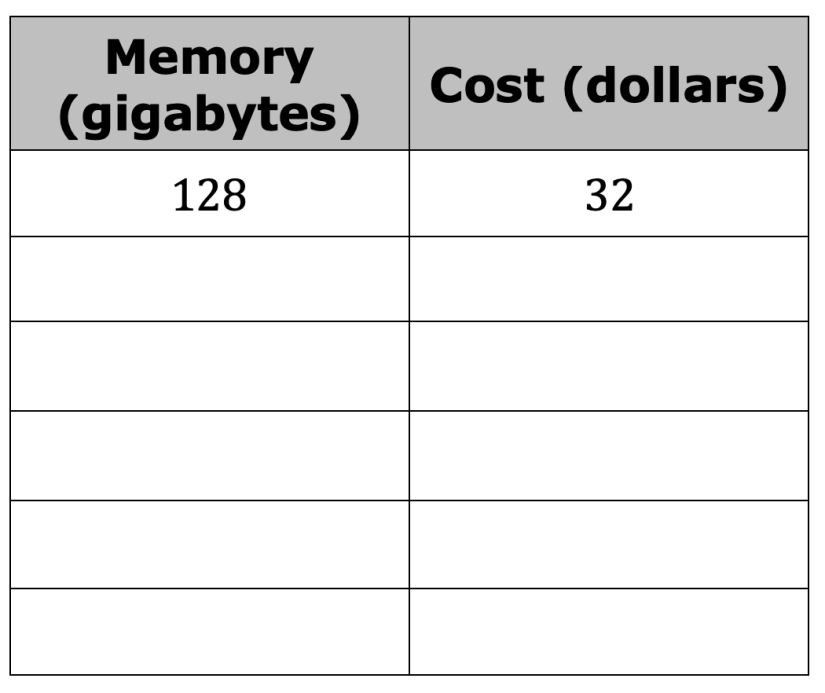 Memory
(gigabytes)
Cost (dollars)
128
32